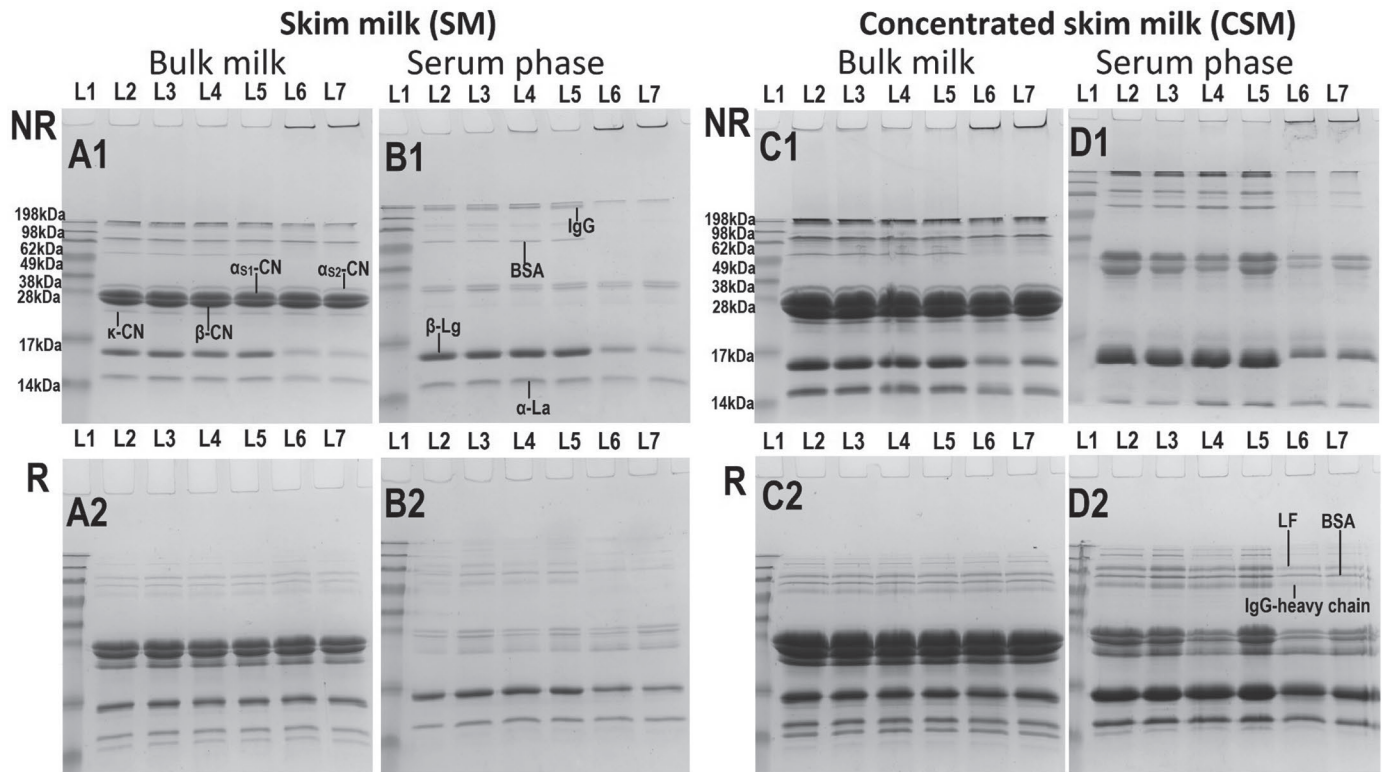 Skim milk (SM) Concentrated skim milk (CSM)
Bulk milk Serum phase Bulk milk Serum phase
L1 L2 L3 L4 L5 L6 L7 L1 L2 L3 L4 L5 L6 L7 L1 L2 L3 L4 L5 L6 L7 L1 L2 L3 L4 L5 L6 L7
NR A1 B1 NR C1 D1
198kDa 198kDa
98kDa IgG 98kDa
62kDa 62kDa
49kDa αS1-CN αS2-CN BSA 49kDa
38kDa 38kDa
28kDa 28kDa
κ-CN β-CN β-Lg
17kDa 17kDa
14kDa α-La 14kDa
L1 L2 L3 L4 L5 L6 L7 L1 L2 L3 L4 L5 L6 L7 L1 L2 L3 L4 L5 L6 L7 L1 L2 L3 L4 L5 L6 L7
R A2 B2 R C2 D2
LF BSA
IgG-heavy chain